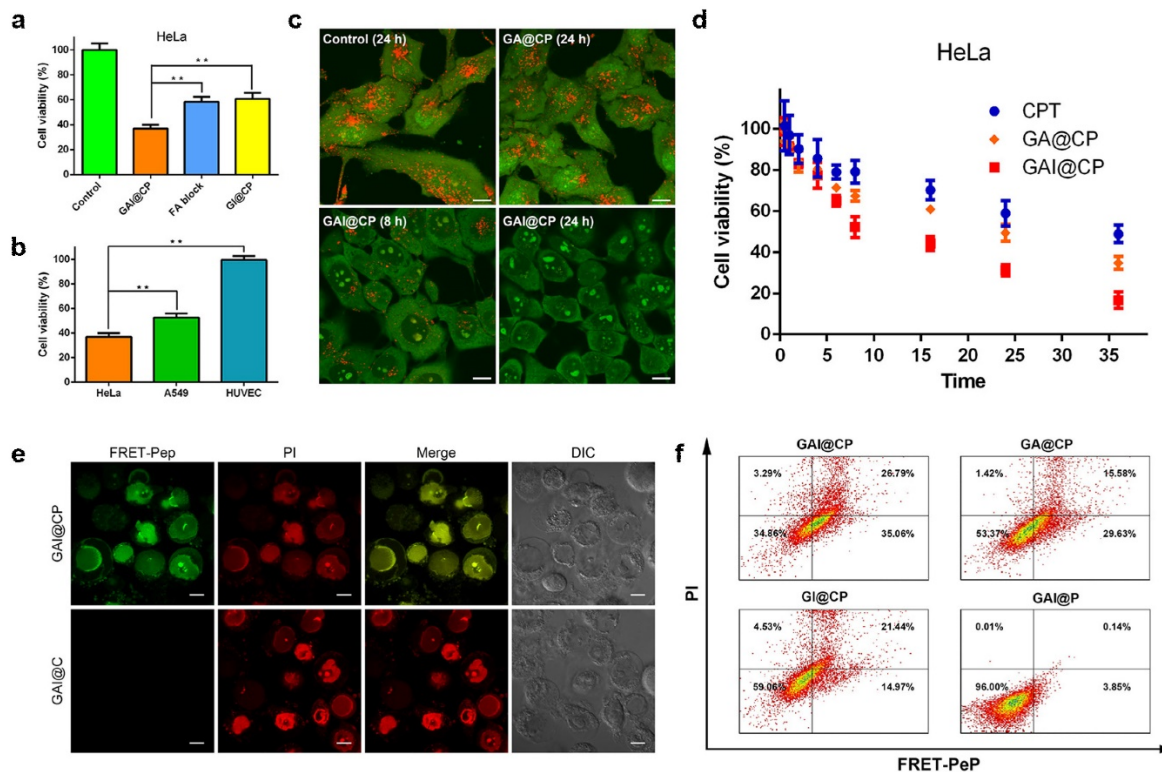 a
HeLa
Cell viability (%)
100
80
60
40
20
0
* *
* *
Control
GAI@CP
FA block
GI@CP
b
Cell viability (%)
100
80
60
40
20
0
* *
* *
HeLa
A549
HUVEC
c
Control (24 h)
GA@CP (24 h)
GAI@CP (8 h)
GAI@CP (24 h)
d
HeLa
Cell viability (%)
100
80
60
40
20
0
CPT
GA@CP
GAI@CP
0 5 10 15 20 25 30 35
Time
e
FRET-Pep PI Merge DIC
GAI@CP
GAI@C
f
PI
GAI@CP
3.29% 26.79%
34.86% 35.06%
GA@CP
1.42% 15.58%
53.37% 29.63%
GI@CP
4.53% 21.44%
59.06% 14.97%
GAI@P
0.01% 0.14%
96.00% 3.85%
FRET-PeP